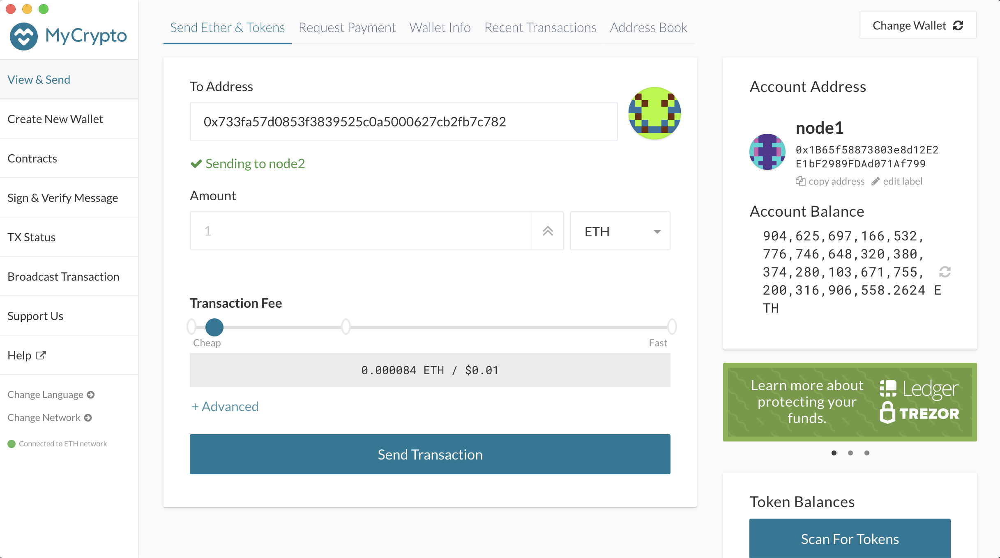 MyCrypto
View & Send
Create New Wallet
Contracts
Sign & Verify Message
TX Status
Broadcast Transaction
Support Us
Help
Change Language
Change Network
Connected to ETH network
Send Ether & Tokens
Request Payment
Wallet Info
Recent Transactions
Address Book
Change Wallet
To Address
0x733fa57d0853f3839525c0a5000627cb2fb7c782
Sending to node2
Amount
1
ETH
Transaction Fee
Cheap
Fast
0.000084 ETH / $0.01
+ Advanced
Send Transaction
Account Address
node1
0x1B65f58873803e8d12E2
E1bF2989FDAd071Af799
copy address
edit label
Account Balance
904,625,697,166,532,
776,746,648,320,380,
374,280,103,671,755,
200,316,906,558.2624 E
TH
Learn more about
protecting your
funds.
Ledger
TREZOR
Token Balances
Scan For Tokens